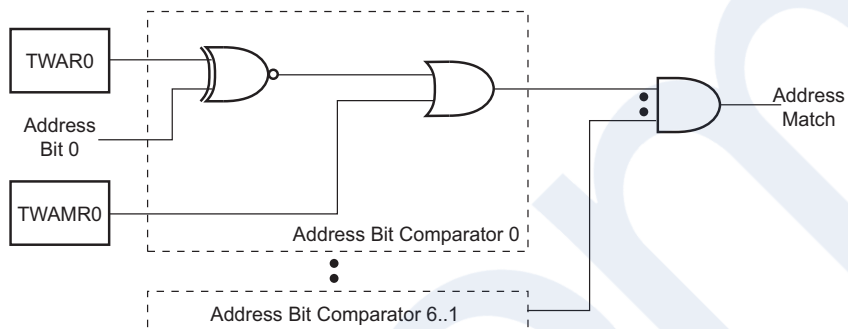 TWAR0
Address
Bit 0
TWAMR0
Address Bit Comparator 0
Address
Match
Address Bit Comparator 6..1